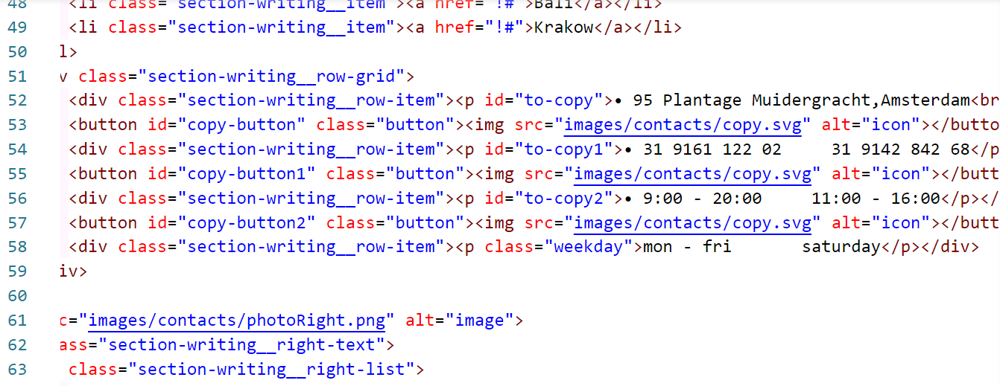 48 <li class="section-writing__item"><a href="!#">Bali</a></li>
49 <li class="section-writing__item"><a href="!#">Krakow</a></li>
50 l>
51 v class="section-writing__row-grid">
52 <div class="section-writing__row-item"><p id="to-copy">• 95 Plantage Muidergracht,Amsterdam<br
53 <button id="copy-button" class="button"><img src="images/contacts/copy.svg" alt="icon"></butto
54 <div class="section-writing__row-item"><p id="to-copy1">• 31 9161 122 02     31 9142 842 68</p
55 <button id="copy-button1" class="button"><img src="images/contacts/copy.svg" alt="icon"></butt
56 <div class="section-writing__row-item"><p id="to-copy2">• 9:00 - 20:00     11:00 - 16:00</p></
57 <button id="copy-button2" class="button"><img src="images/contacts/copy.svg" alt="icon"></butt
58 <div class="section-writing__row-item"><p class="weekday">mon - fri       saturday</p></div>
59 iv>
60
61 c="images/contacts/photoRight.png" alt="image">
62 ass="section-writing__right-text">
63 class="section-writing__right-list">